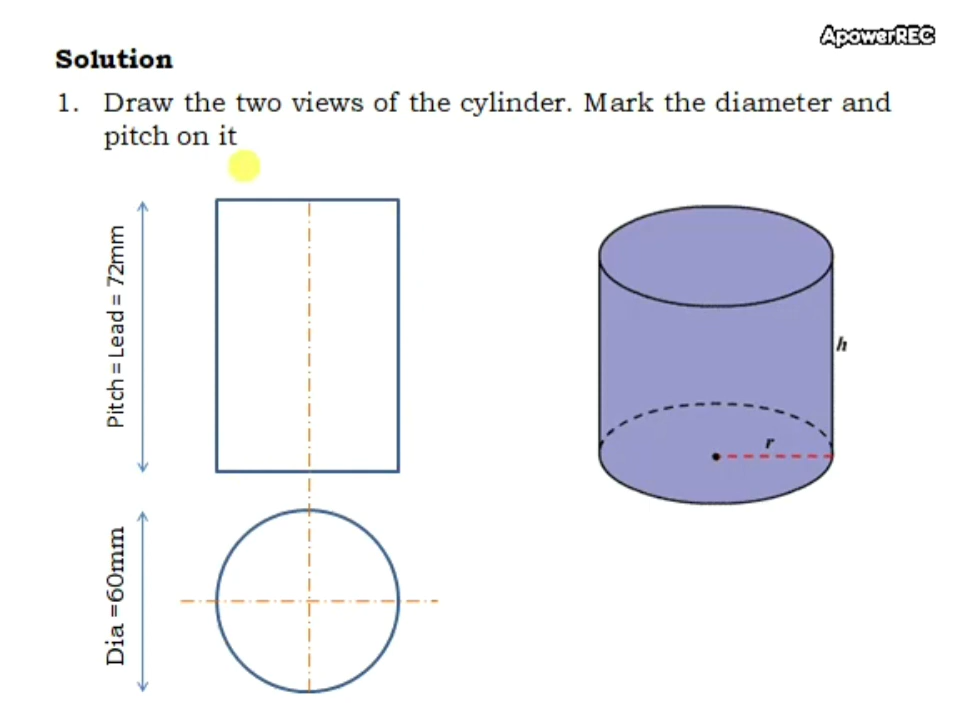 ApowerREC
Solution
1. Draw the two views of the cylinder. Mark the diameter and
pitch on it
Pitch = Lead = 72mm
h
r
Dia =60mm